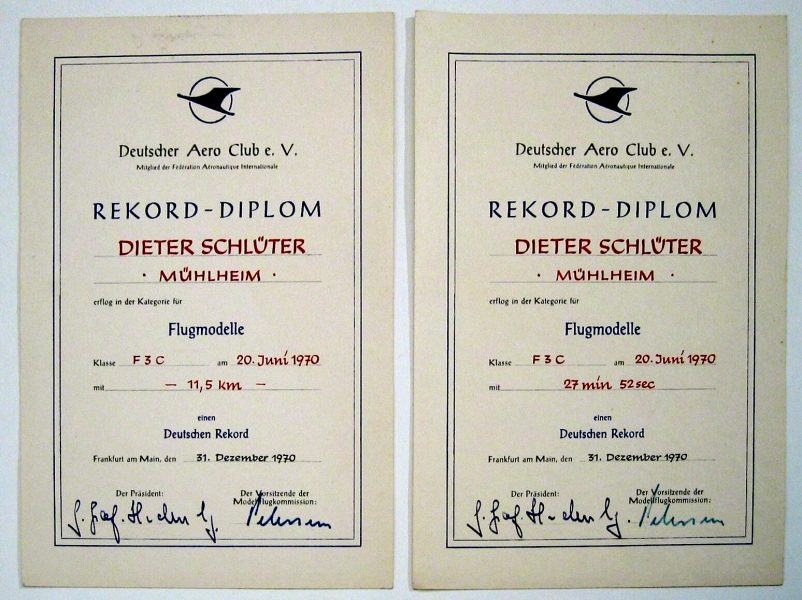 Deutscher Aero Club e. V.
Mitglied der Fédération Aéronautique Internationale
REKORD-DIPLOM
DIETER SCHLÜTER
· MÜHLHEIM ·
erflog in der Kategorie für
Flugmodelle
Klasse F 3 C am 20. Juni 1970
mit — 11,5 km —
einen
Deutschen Rekord
Frankfurt am Main, den 31. Dezember 1970
Der Präsident:
Der Vorsitzende der
Modellflugkommission:
Deutscher Aero Club e. V.
Mitglied der Fédération Aéronautique Internationale
REKORD-DIPLOM
DIETER SCHLÜTER
· MÜHLHEIM ·
erflog in der Kategorie für
Flugmodelle
Klasse F 3 C am 20. Juni 1970
mit 27 min 52 sec
einen
Deutschen Rekord
Frankfurt am Main, den 31. Dezember 1970
Der Präsident:
Der Vorsitzende der
Modellflugkommission: